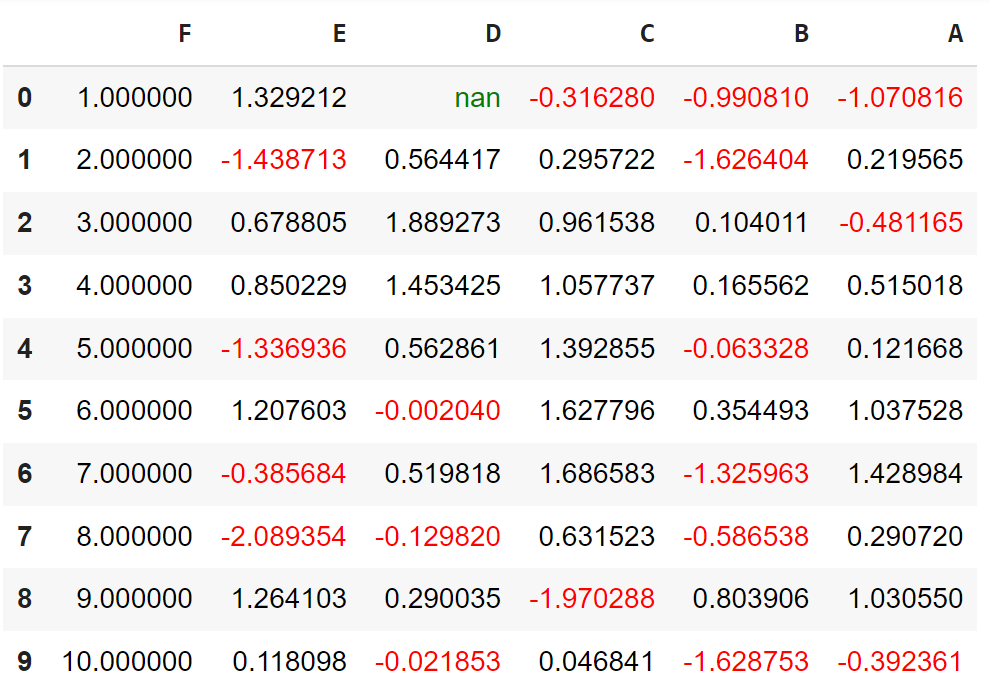 F E D C B A
0 1.000000 1.329212 nan -0.316280 -0.990810 -1.070816
1 2.000000 -1.438713 0.564417 0.295722 -1.626404 0.219565
2 3.000000 0.678805 1.889273 0.961538 0.104011 -0.481165
3 4.000000 0.850229 1.453425 1.057737 0.165562 0.515018
4 5.000000 -1.336936 0.562861 1.392855 -0.063328 0.121668
5 6.000000 1.207603 -0.002040 1.627796 0.354493 1.037528
6 7.000000 -0.385684 0.519818 1.686583 -1.325963 1.428984
7 8.000000 -2.089354 -0.129820 0.631523 -0.586538 0.290720
8 9.000000 1.264103 0.290035 -1.970288 0.803906 1.030550
9 10.000000 0.118098 -0.021853 0.046841 -1.628753 -0.392361